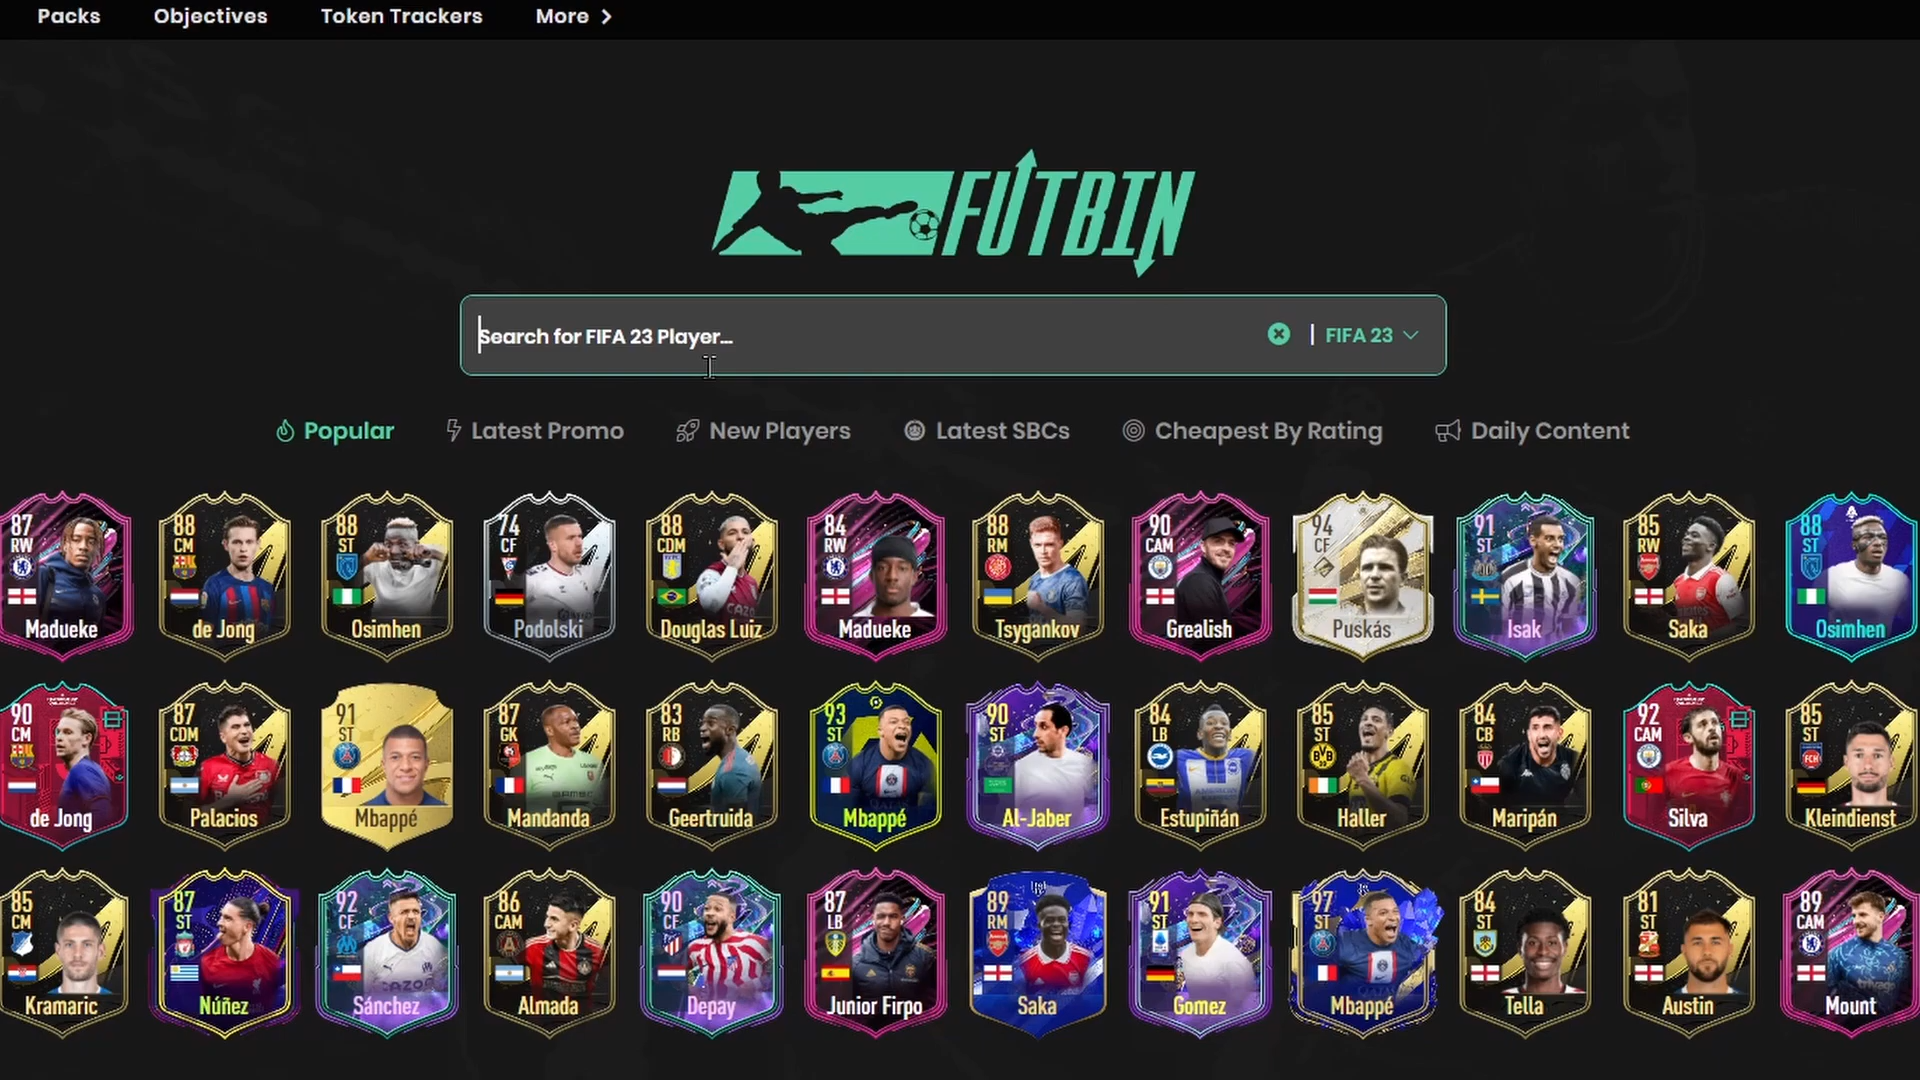 Packs Objectives Token Trackers More
FUTBIN
Search for FIFA 23 Player... | FIFA 23
Popular Latest Promo New Players Latest SBCs Cheapest By Rating Daily Content
87 88 88 74 88 84 88 90 94 91 85 88
RW CM ST CF CDM RW RM CAM CF ST RW ST
Madueke de Jong Osimhen Podolski Douglas Luiz Madueke Tsygankov Grealish Puskás Isak Saka Osimhen
90 87 91 87 83 93 90 84 85 84 92 85
CM CDM ST GK RB ST ST LB ST CB CAM ST
de Jong Palacios Mbappé Mandanda Geertruida Mbappé Al-Jaber Estupiñán Haller Maripán Silva Kleindienst
85 87 92 86 90 87 89 91 97 84 81 89
CM ST CF CAM CF LB RM ST ST ST ST CAM
Kramaric Núñez Sánchez Almada Depay Junior Firpo Saka Gomez Mbappé Tella Austin Mount